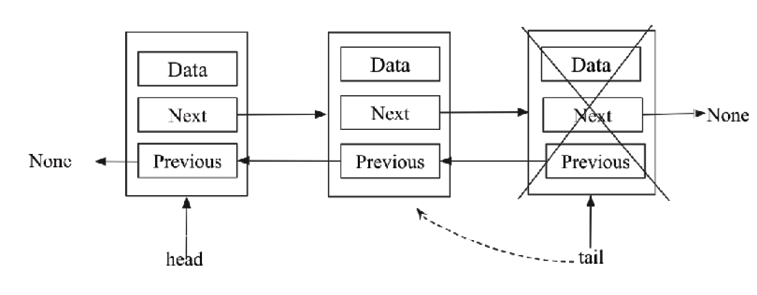 Data
Next
Previous
Data
Next
Previous
Data
Next
Previous
None
None
head
tail